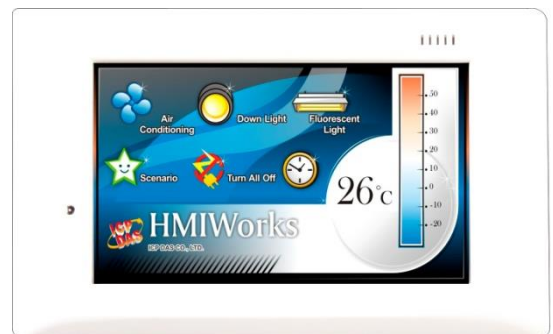 Air
Conditioning
Down Light
Fluorescent
Light
Scenario
Turn All Off
26°c
50
40
30
20
10
0
-10
-20
ICP
DAS
HMIWorks
ICP DAS CO., LTD.